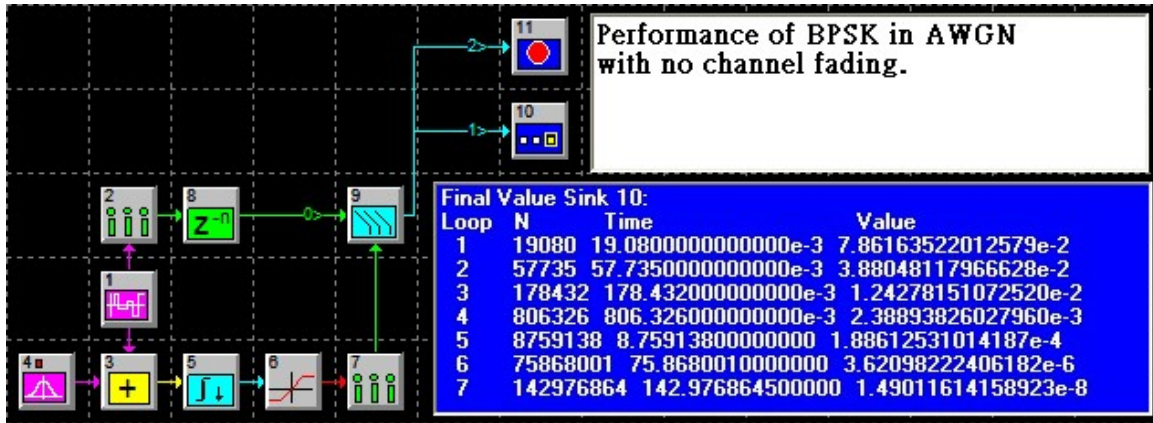 11
2>
Performance of BPSK in AWGN
with no channel fading.
10
1>
2
8
Z-n
0>
9
Final Value Sink 10:
Loop N Time Value
1 19080 19.0800000000000e-3 7.86163522012579e-2
2 57735 57.7350000000000e-3 3.88048117966628e-2
3 178432 178.432000000000e-3 1.24278151072520e-2
4 806326 806.326000000000e-3 2.38893826027960e-3
5 8759138 8.75913800000000 1.88612531014187e-4
6 75868001 75.8680010000000 3.62098222406182e-6
7 142976864 142.976864500000 1.49011614158923e-8
1
4
3
+
5
6
7